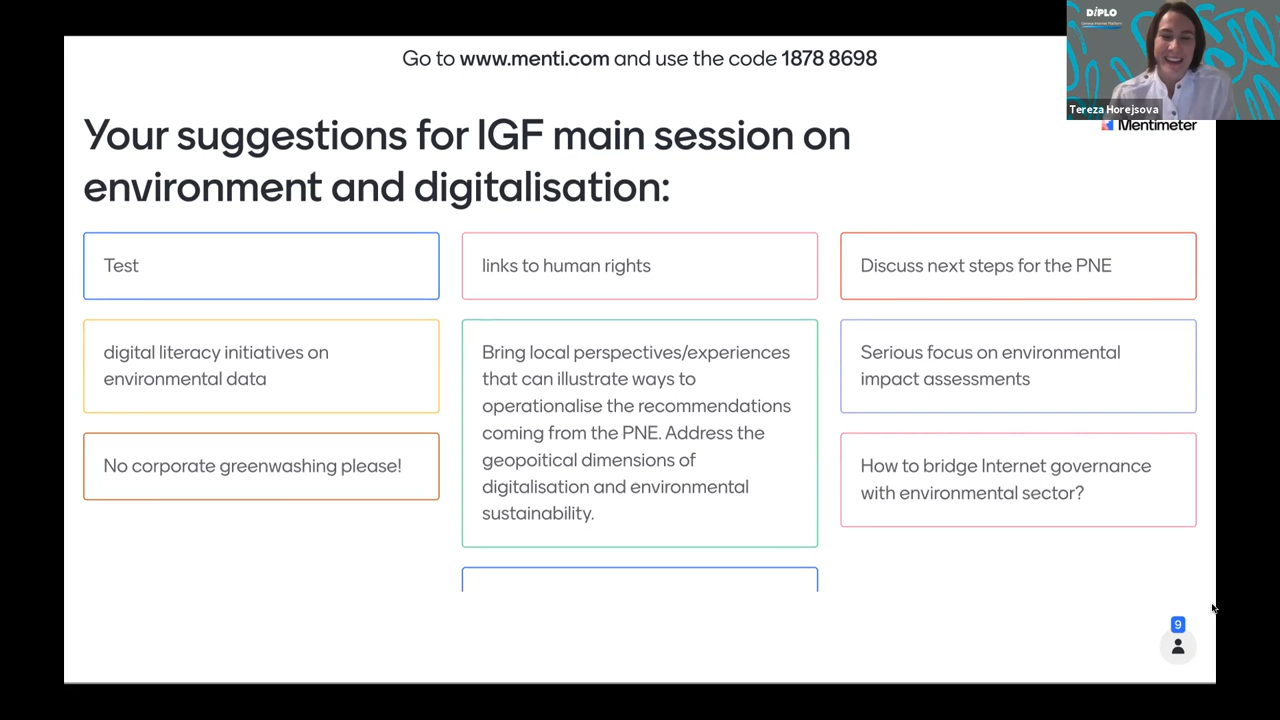 Go to www.menti.com and use the code 1878 8698
DiPLO
Tereza Horejsova
Mentimeter
Your suggestions for IGF main session on
environment and digitalisation:
Test
links to human rights
Discuss next steps for the PNE
digital literacy initiatives on
environmental data
Bring local perspectives/experiences
that can illustrate ways to
operationalise the recommendations
coming from the PNE. Address the
geopoitical dimensions of
digitalisation and environmental
sustainability.
Serious focus on environmental
impact assessments
No corporate greenwashing please!
How to bridge Internet governance
with environmental sector?
9